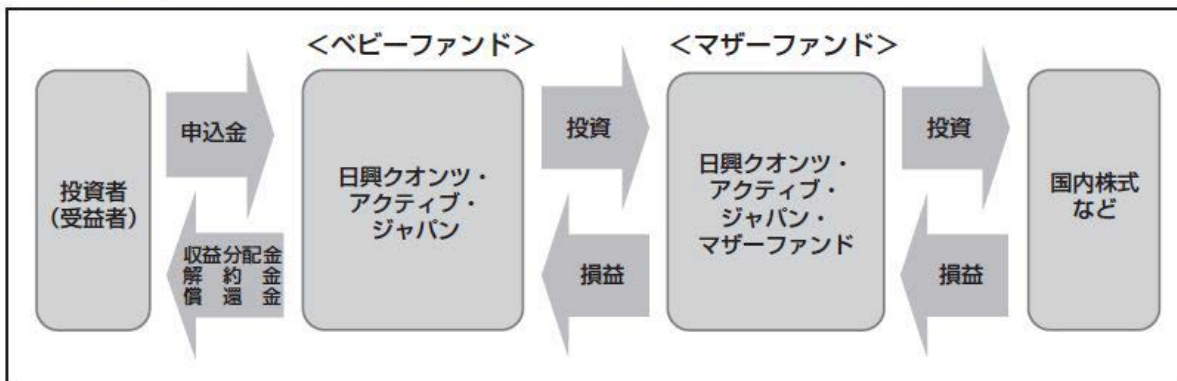 <ベビーファンド>
<マザーファンド>
投資者
(受益者)
申込金
収益分配金
解約金
償還金
日興クオンツ・
アクティブ・
ジャパン
投資
損益
日興クオンツ・
アクティブ・
ジャパン・
マザーファンド
投資
損益
国内株式
など